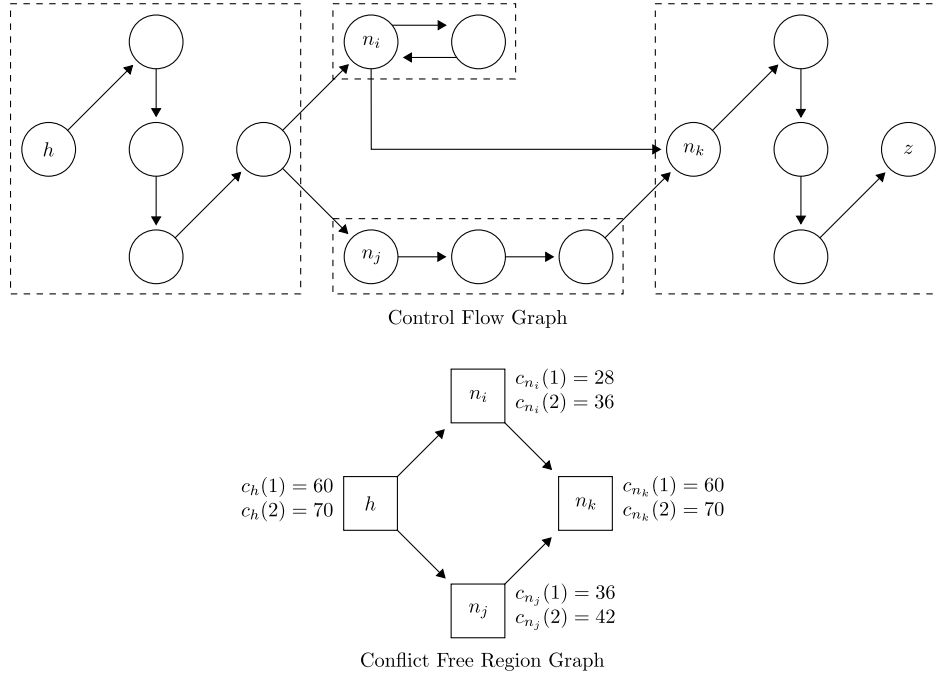 n_i
h
n_k
z
n_j
Control Flow Graph
n_i
c_{n_i}(1) = 28
c_{n_i}(2) = 36
c_h(1) = 60
c_h(2) = 70
h
n_k
c_{n_k}(1) = 60
c_{n_k}(2) = 70
n_j
c_{n_j}(1) = 36
c_{n_j}(2) = 42
Conflict Free Region Graph